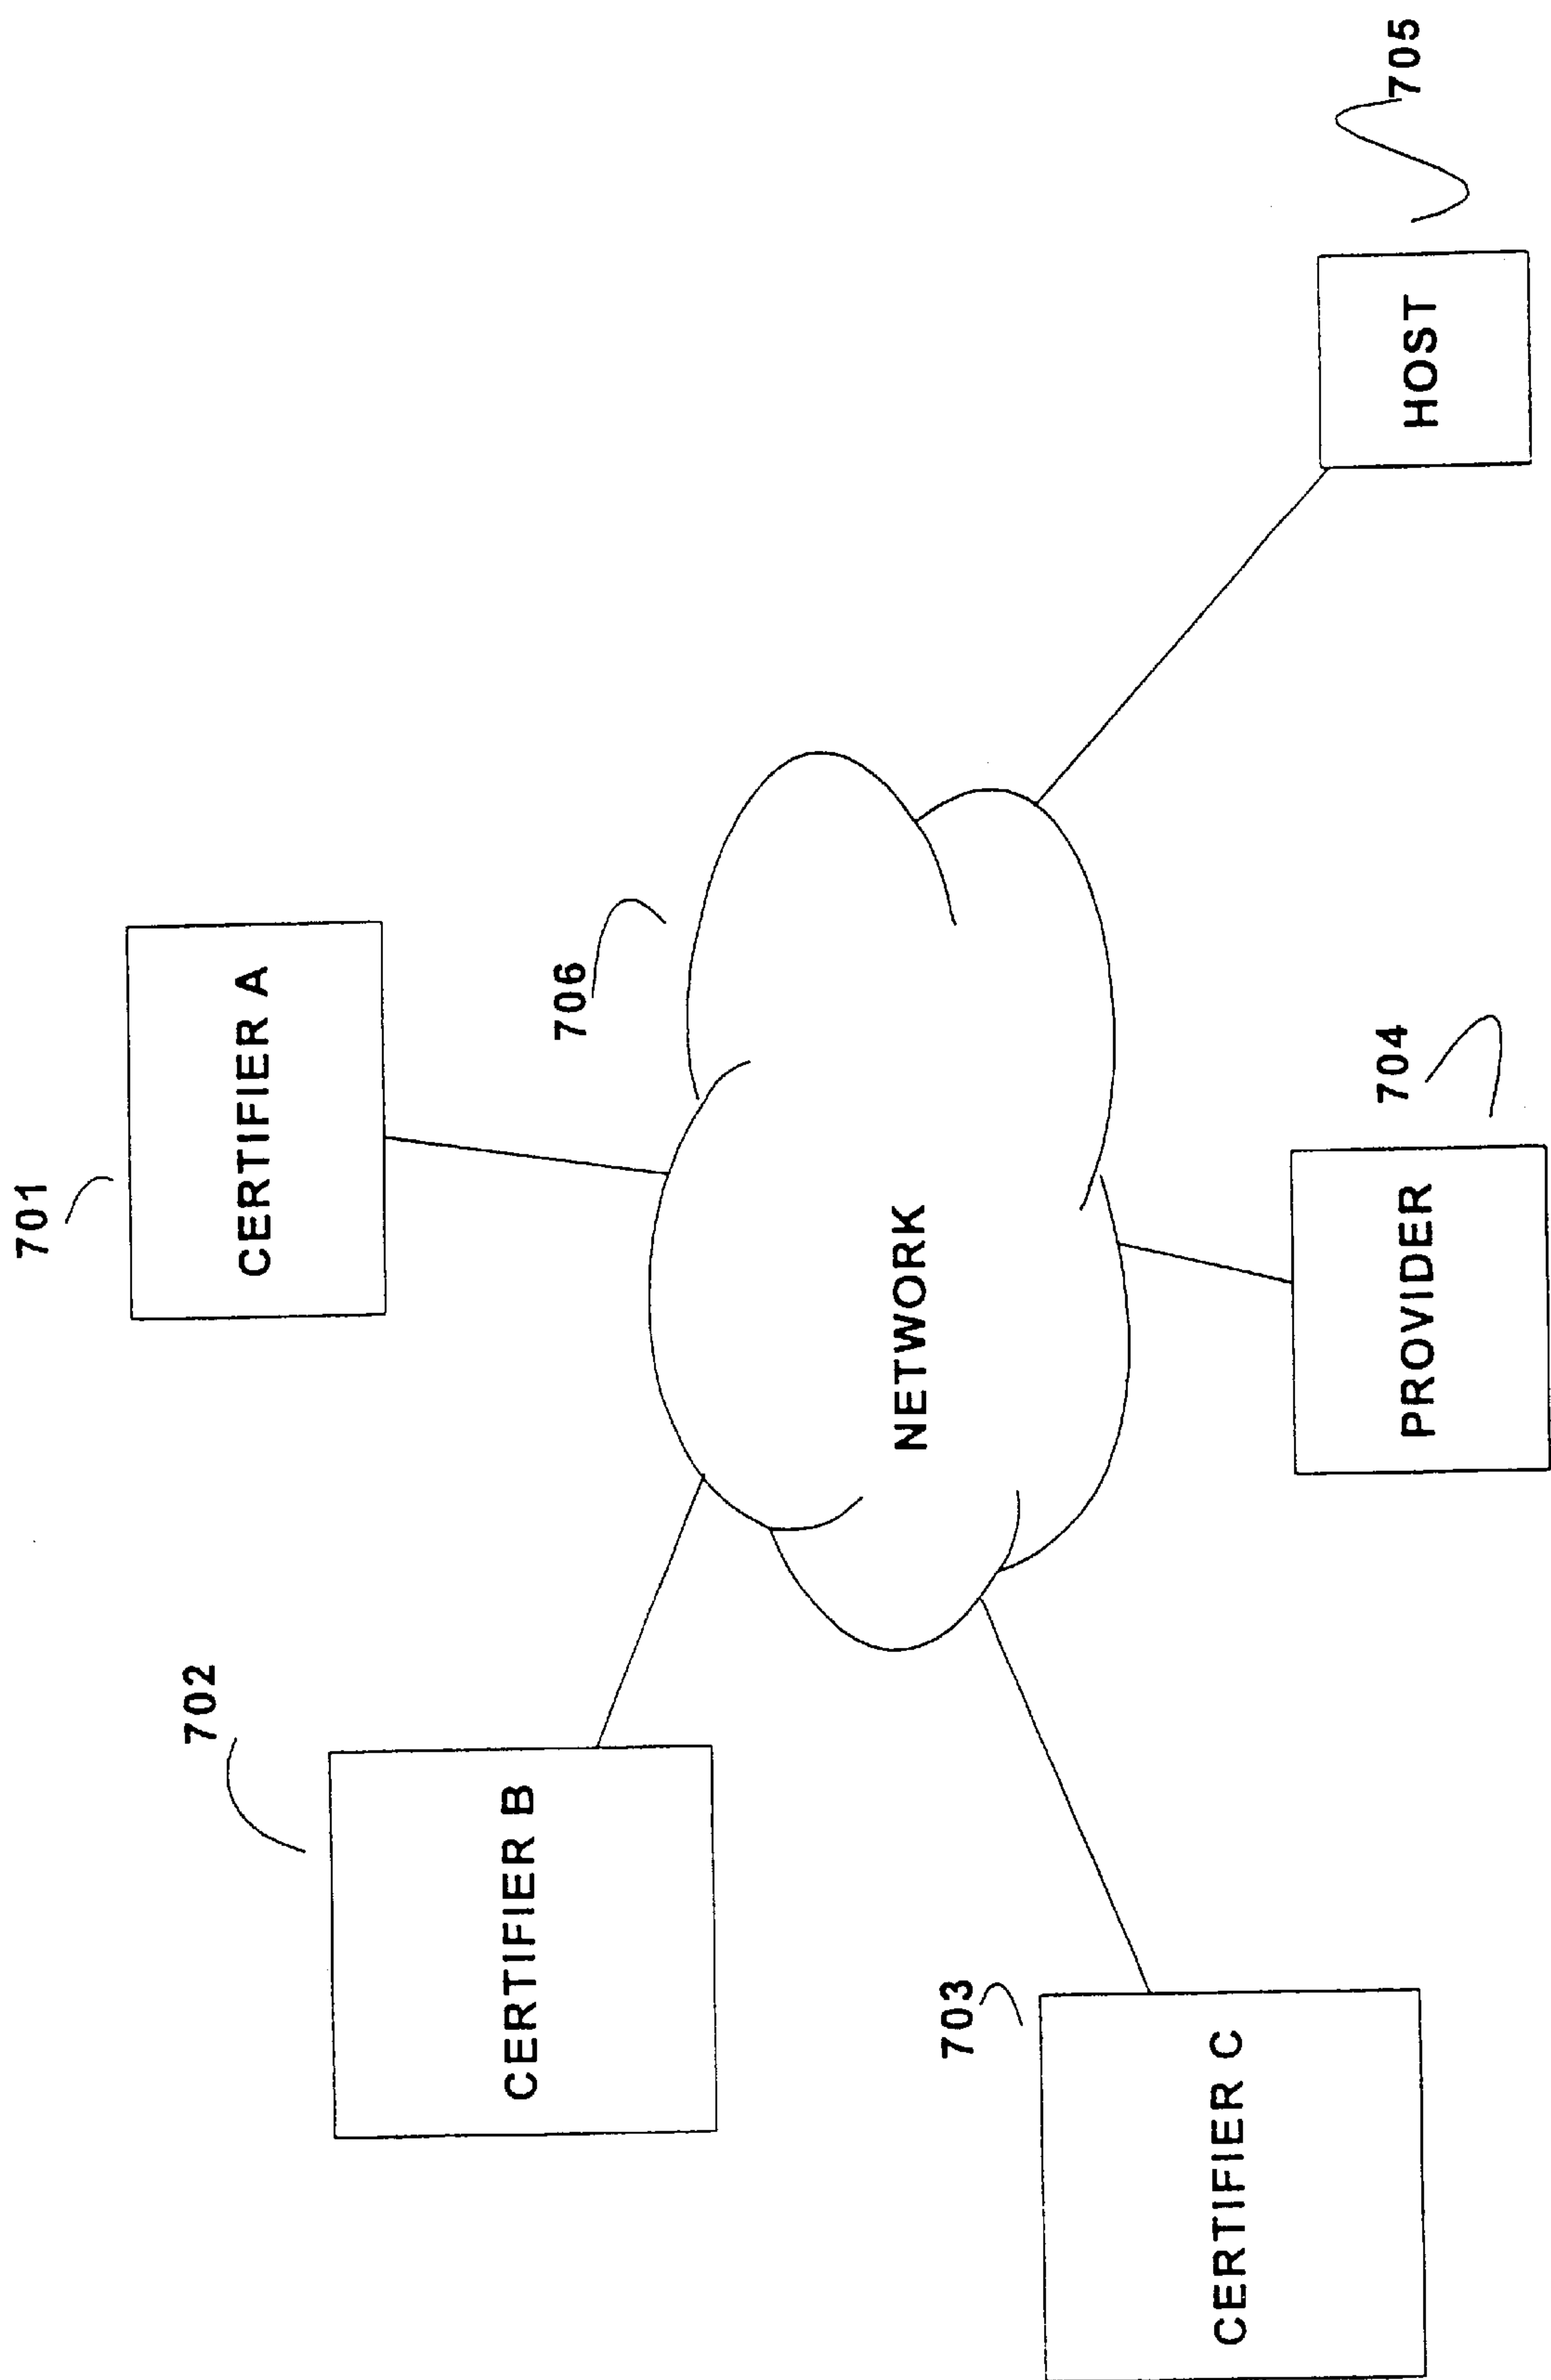 701
CERTIFIER A
702
CERTIFIER B
706
NETWORK
703
CERTIFIER C
704
PROVIDER
705
HOST